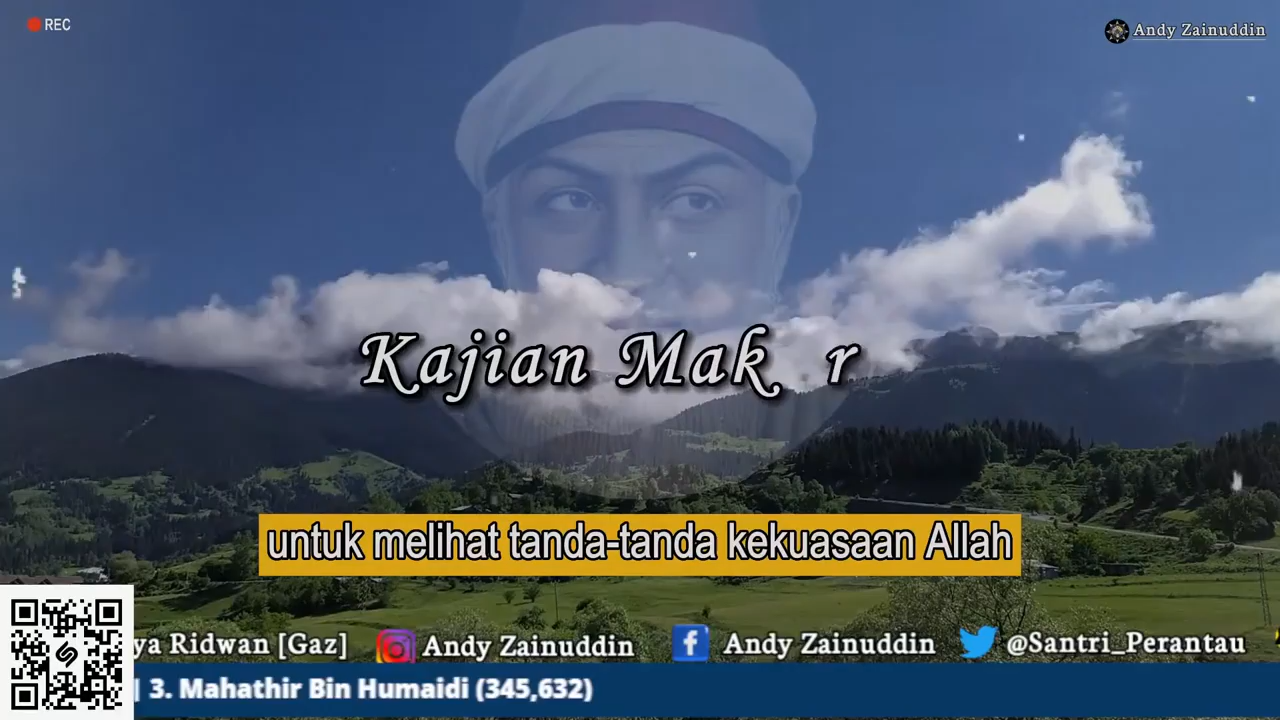 REC
Andy Zainuddin
Kajian Mak r
untuk melihat tanda-tanda kekuasaan Allah
ya Ridwan [Gaz] Andy Zainuddin Andy Zainuddin @Santri_Perantau
| 3. Mahathir Bin Humaidi (345,632)